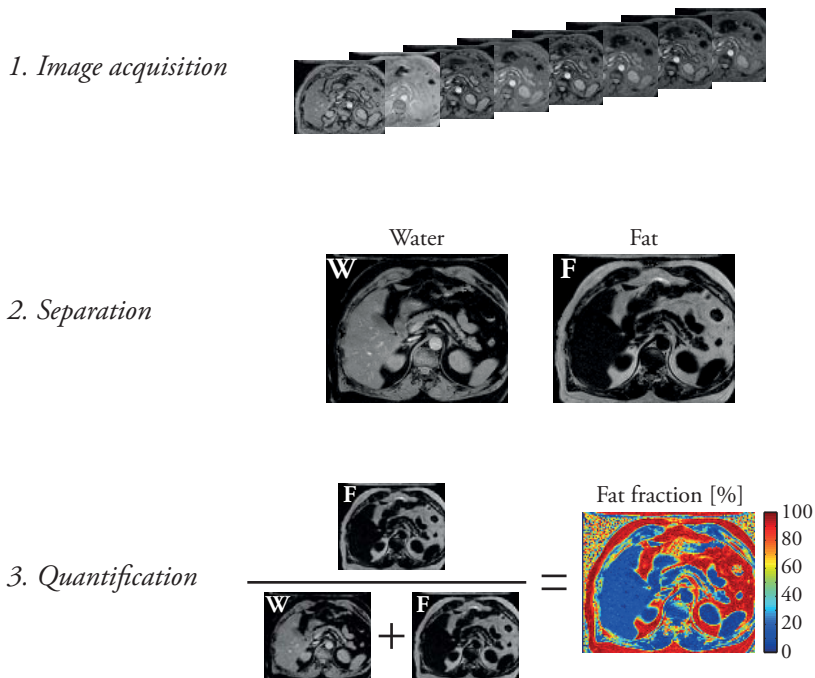 1. Image acquisition
Water
Fat
W
F
2. Separation
F
3. Quantification
W
+
F
=
Fat fraction [%]
100
80
60
40
20
0